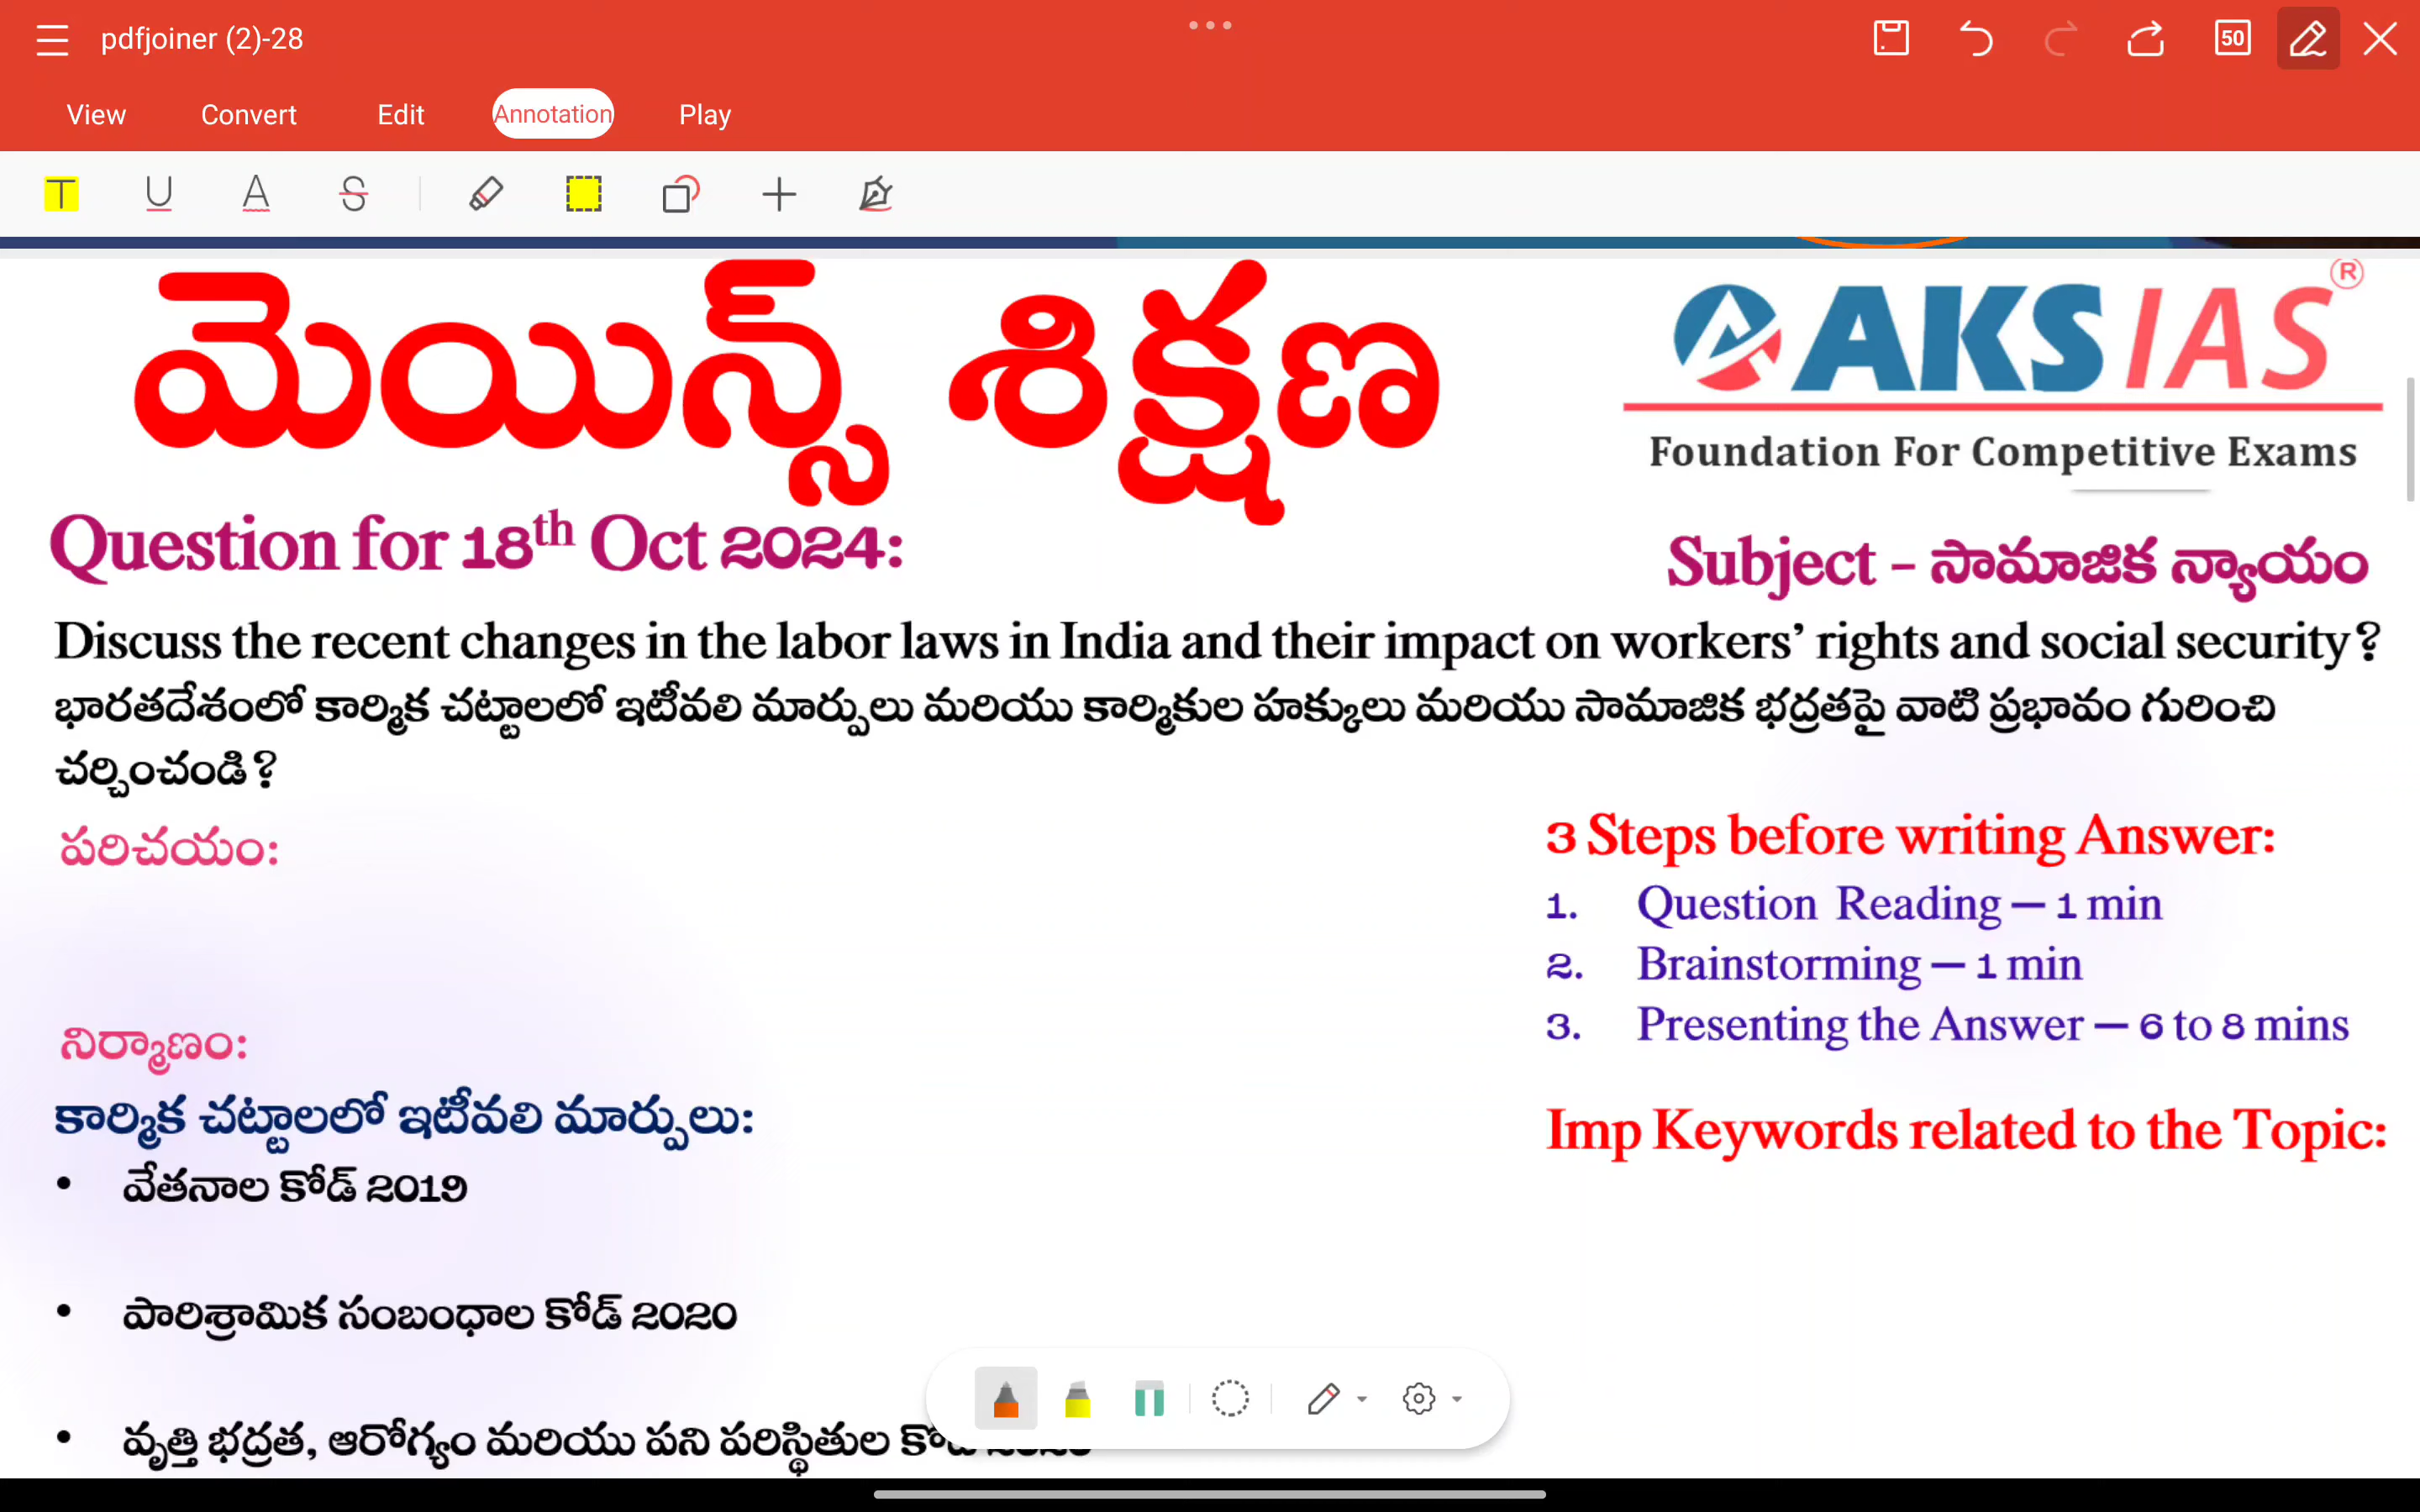 pdfjoiner (2)-28
50
View Convert Edit Annotation Play
T U A S
మెయిన్స్ శిక్షణ
AKS IAS ®
Foundation For Competitive Exams
Question for 18th Oct 2024:
Subject - సామాజిక న్యాయం
Discuss the recent changes in the labor laws in India and their impact on workers' rights and social security?
భారతదేశంలో కార్మిక చట్టాలలో ఇటీవలి మార్పులు మరియు కార్మికుల హక్కులు మరియు సామాజిక భద్రతపై వాటి ప్రభావం గురించి
చర్చించండి?
పరిచయం:
3 Steps before writing Answer:
1. Question Reading – 1 min
2. Brainstorming – 1 min
3. Presenting the Answer – 6 to 8 mins
నిర్మాణం:
కార్మిక చట్టాలలో ఇటీవలి మార్పులు:
Imp Keywords related to the Topic:
• వేతనాల కోడ్ 2019
• పారిశ్రామిక సంబంధాల కోడ్ 2020
• వృత్తి భద్రత, ఆరోగ్యం మరియు పని పరిస్థితుల